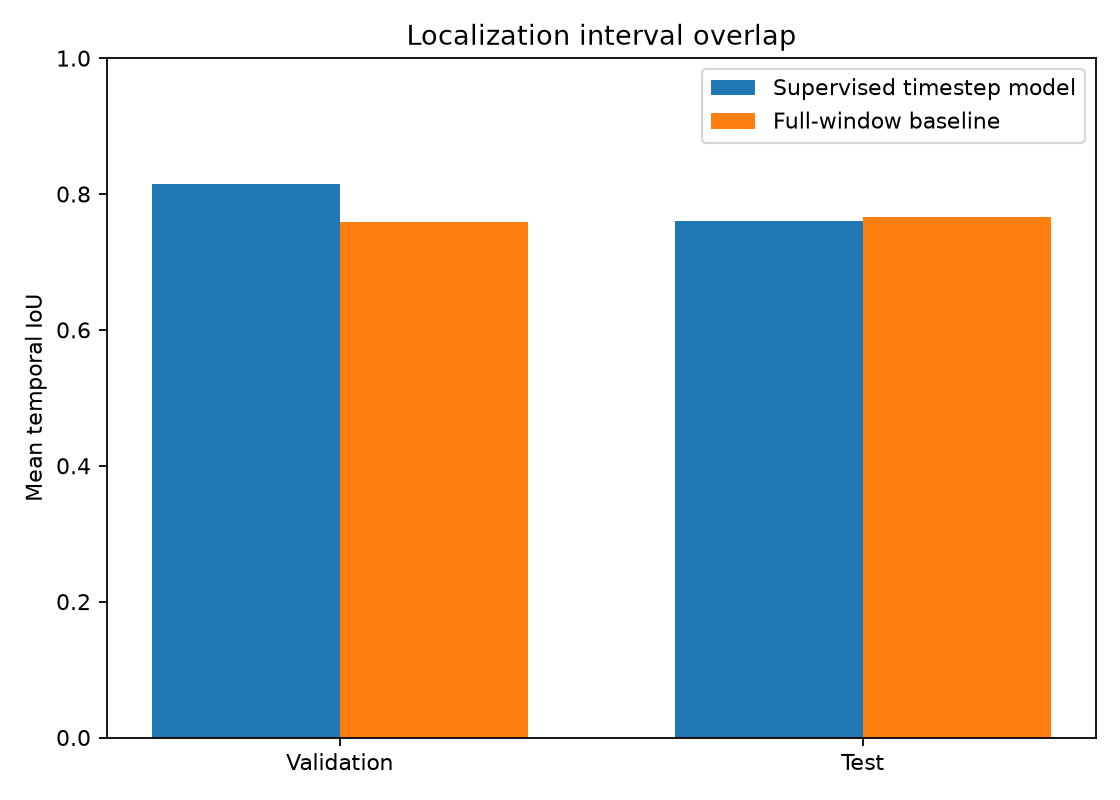 Localization interval overlap
Supervised timestep model
Full-window baseline
Mean temporal IoU
1.0
0.8
0.6
0.4
0.2
0.0
Validation
Test